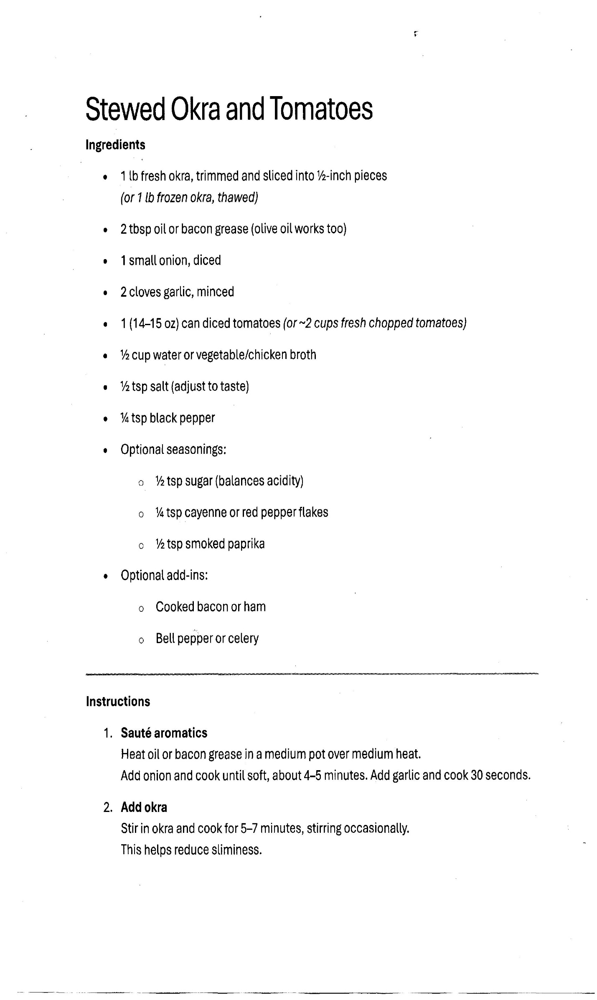 Stewed Okra and Tomatoes
Ingredients
• 1 lb fresh okra, trimmed and sliced into ½-inch pieces
(or 1 lb frozen okra, thawed)
• 2 tbsp oil or bacon grease (olive oil works too)
• 1 small onion, diced
• 2 cloves garlic, minced
• 1 (14–15 oz) can diced tomatoes (or ~2 cups fresh chopped tomatoes)
• ½ cup water or vegetable/chicken broth
• ½ tsp salt (adjust to taste)
• ¼ tsp black pepper
• Optional seasonings:
o ½ tsp sugar (balances acidity)
o ¼ tsp cayenne or red pepper flakes
o ½ tsp smoked paprika
• Optional add-ins:
o Cooked bacon or ham
o Bell pepper or celery
Instructions
1. Sauté aromatics
Heat oil or bacon grease in a medium pot over medium heat.
Add onion and cook until soft, about 4–5 minutes. Add garlic and cook 30 seconds.
2. Add okra
Stir in okra and cook for 5–7 minutes, stirring occasionally.
This helps reduce sliminess.